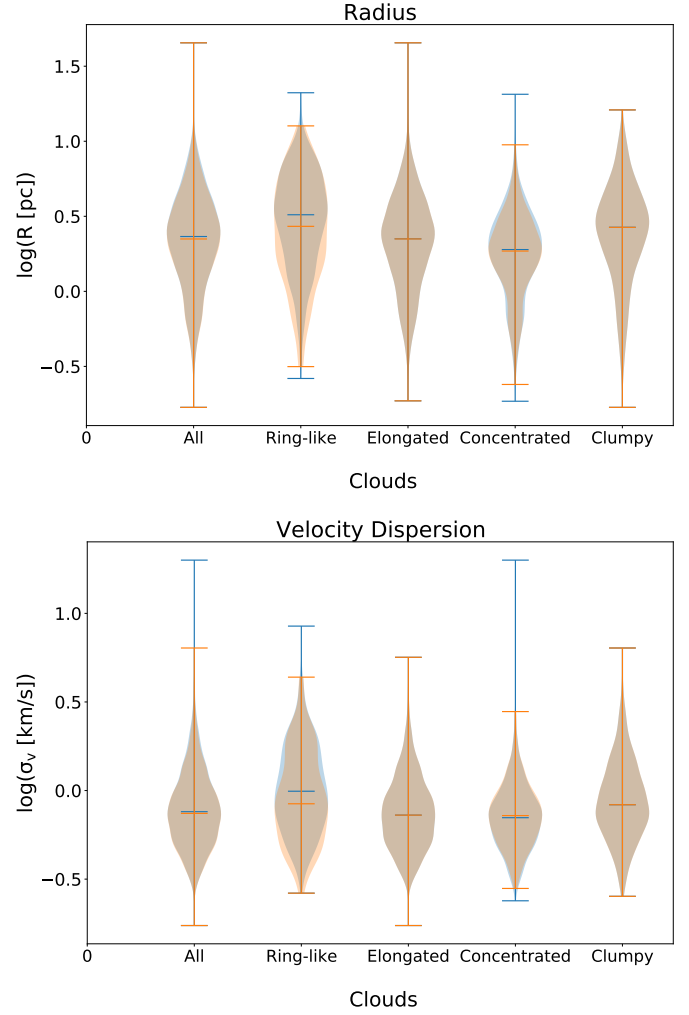 Radius
log(R [pc])
1.5
1.0
0.5
0.0
−0.5
0 All Ring-like Elongated Concentrated Clumpy
Clouds
Velocity Dispersion
log(σv [km/s])
1.0
0.5
0.0
−0.5
0 All Ring-like Elongated Concentrated Clumpy
Clouds